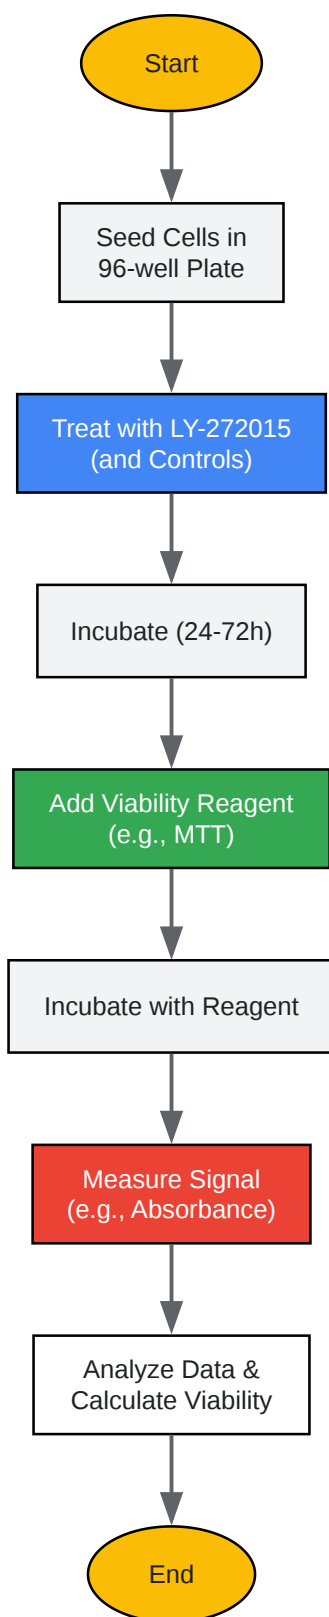 Start
Seed Cells in
96-well Plate
Treat with LY-272015
(and Controls)
Incubate (24-72h)
Add Viability Reagent
(e.g., MTT)
Incubate with Reagent
Measure Signal
(e.g., Absorbance)
Analyze Data &
Calculate Viability
End